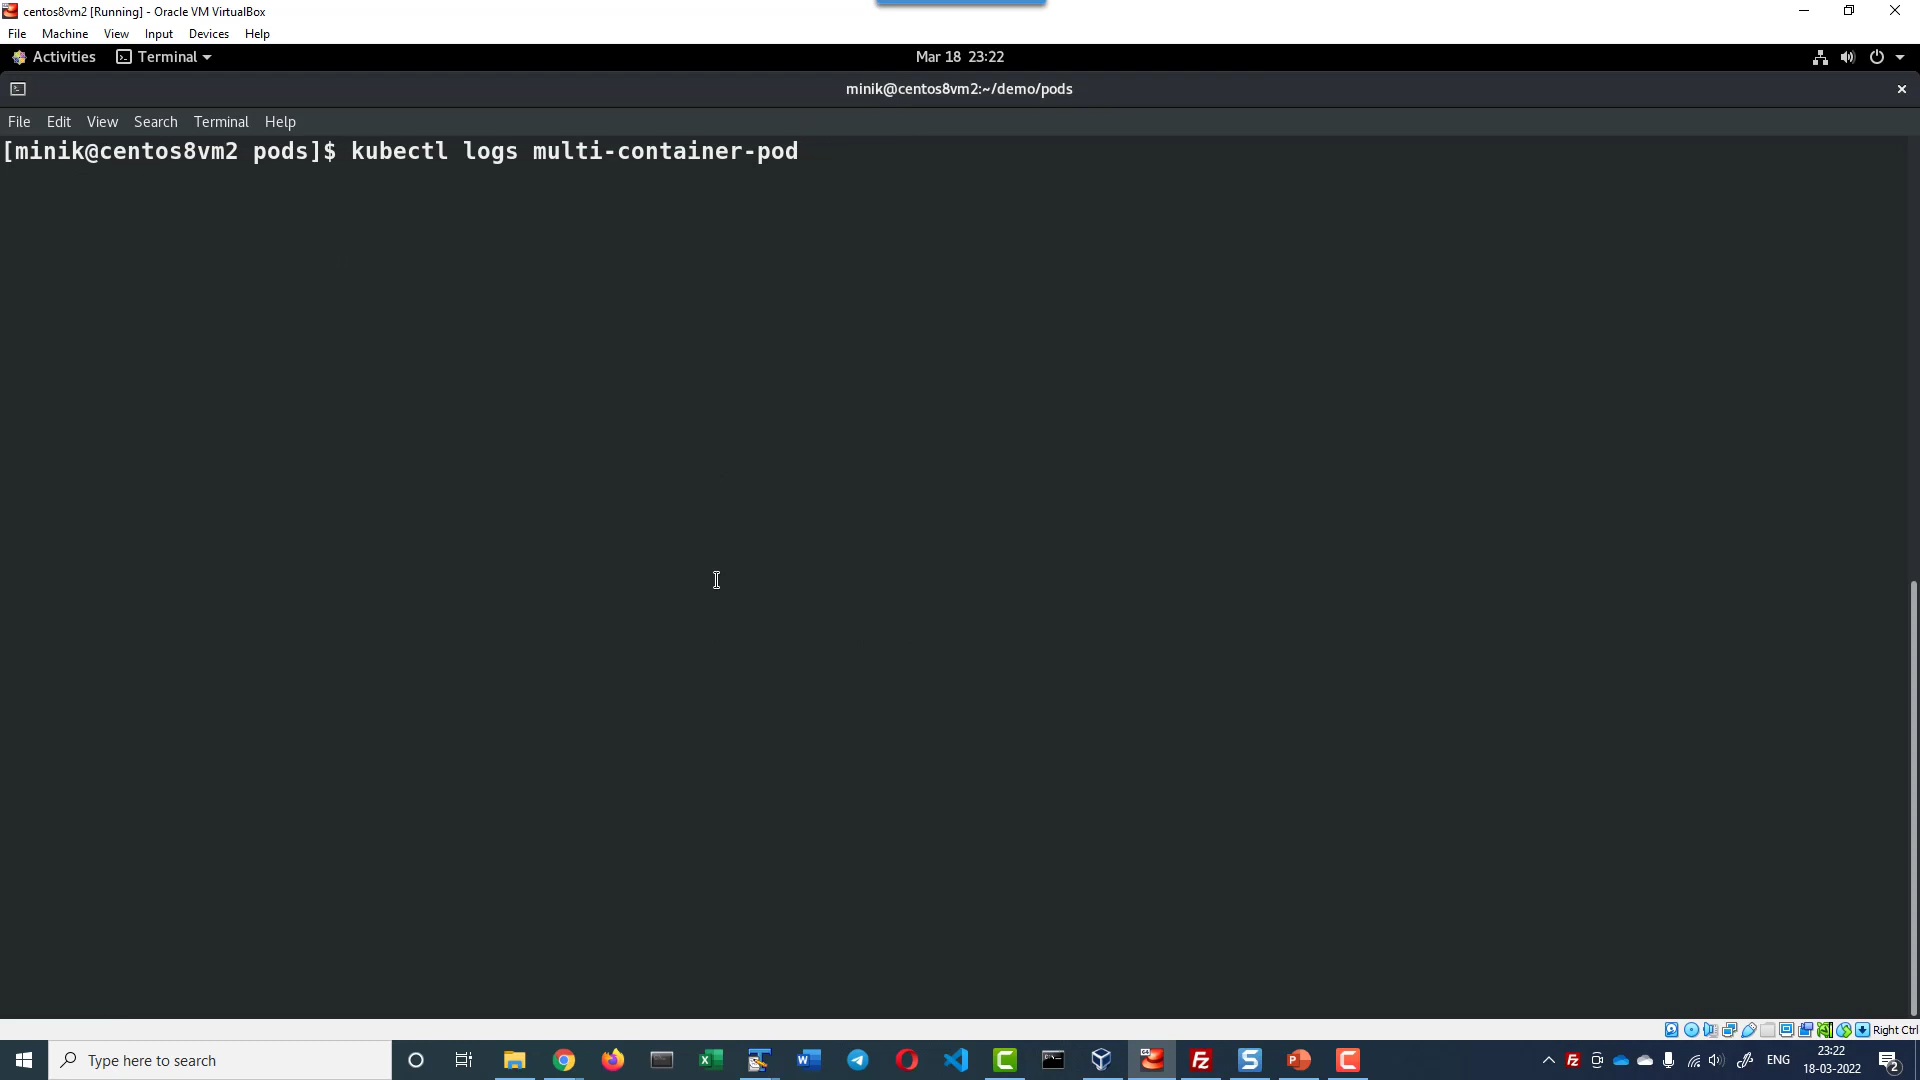 centos8vm2 [Running] - Oracle VM VirtualBox
File Machine View Input Devices Help
Activities Terminal Mar 18 23:22
minik@centos8vm2:~/demo/pods
File Edit View Search Terminal Help
[minik@centos8vm2 pods]$ kubectl logs multi-container-pod
Right Ctrl
Type here to search
ENG
23:22
18-03-2022
2